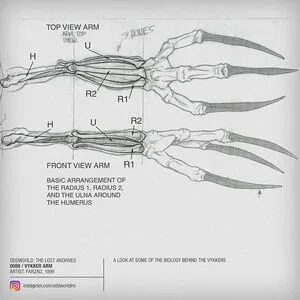 TOP VIEW ARM
ARM TOP
VIEW
3 BONES
H
U
R2
R1
H
U
R2
R1
FRONT VIEW ARM
BASIC ARRANGEMENT
OF THE RADIUS 1, RADIUS 2,
AND THE ULNA AROUND
THE HUMERUS
ODDWORLD: THE LOST ARCHIVES
0088 / VYKKER ARM
ARTIST: FARZAD, 1999
instagram.com/oddworldinc
A LOOK AT SOME OF THE BIOLOGY BEHIND THE VYKKERS